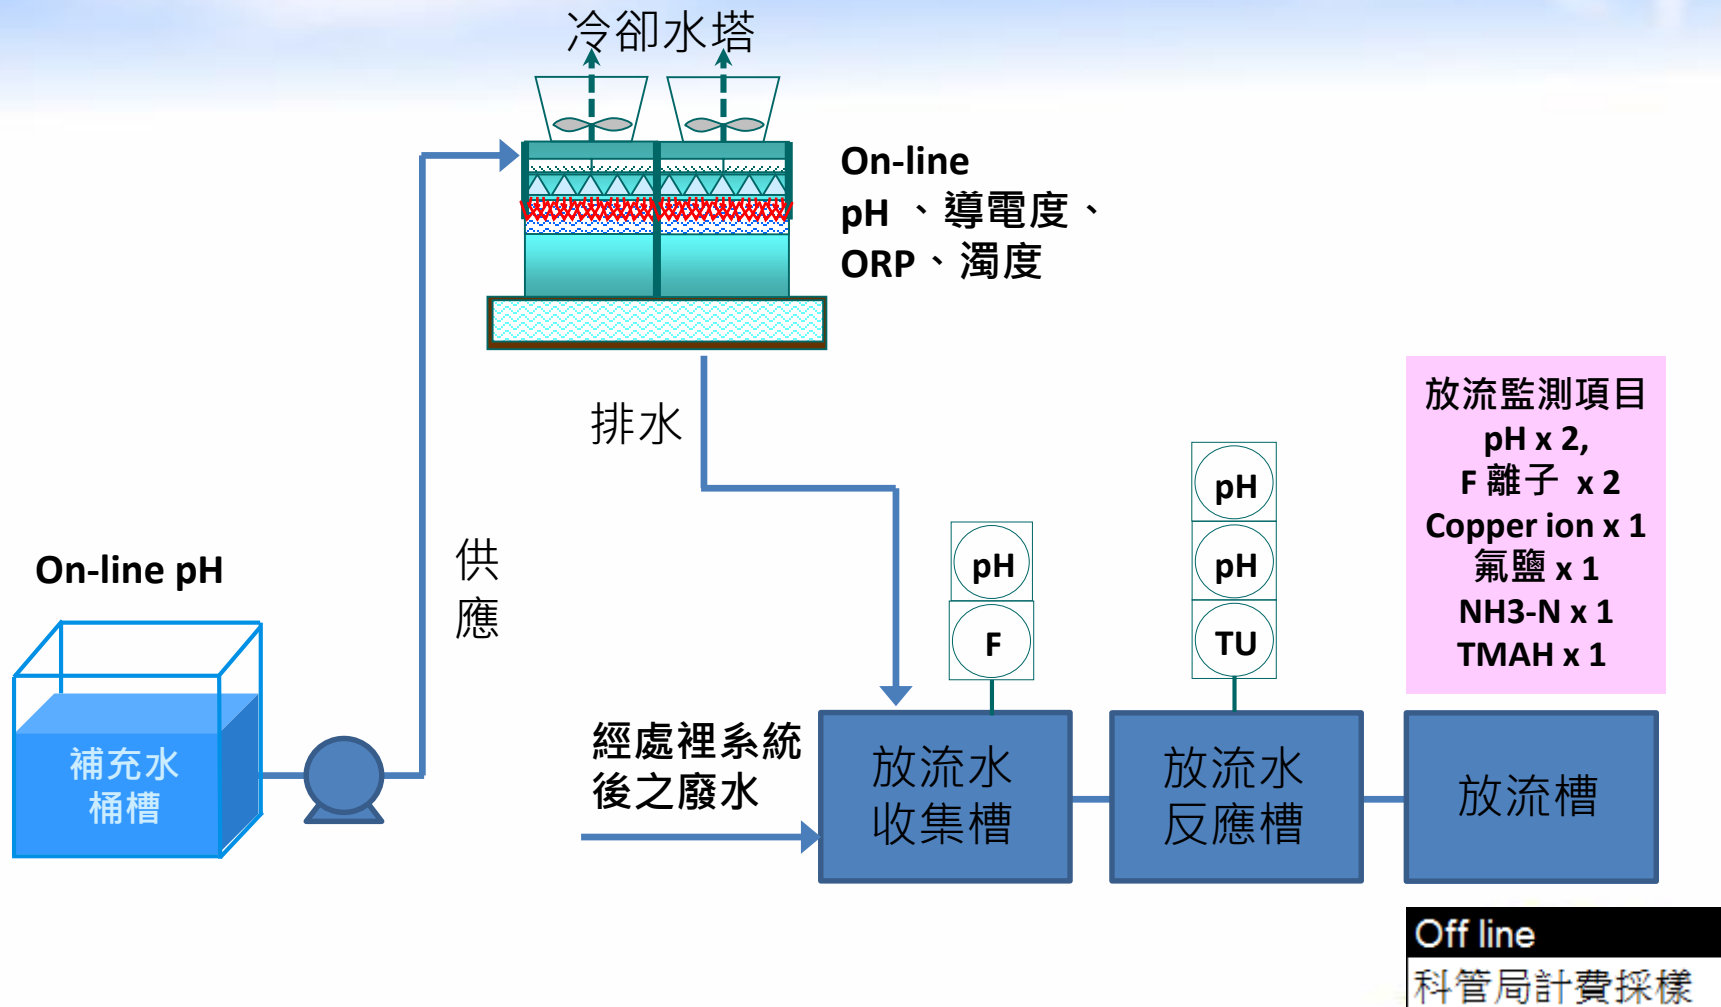 冷卻水塔
On-line
pH 、導電度、
ORP、濁度
排水
供
應
On-line pH
補充水
桶槽
經處裡系統
後之廢水
pH
F
pH
pH
TU
放流監測項目
pH x 2,
F 離子 x 2
Copper ion x 1
氟鹽 x 1
NH3-N x 1
TMAH x 1
放流水
收集槽
放流水
反應槽
放流槽
Off line
科管局計費採樣